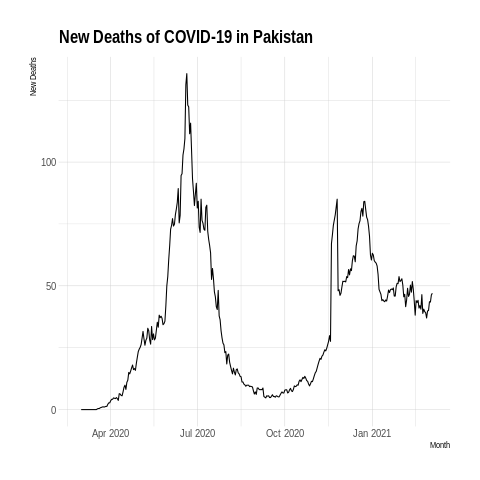 New Deaths of COVID-19 in Pakistan
New Deaths
100
50
0
Apr 2020
Jul 2020
Oct 2020
Jan 2021
Month